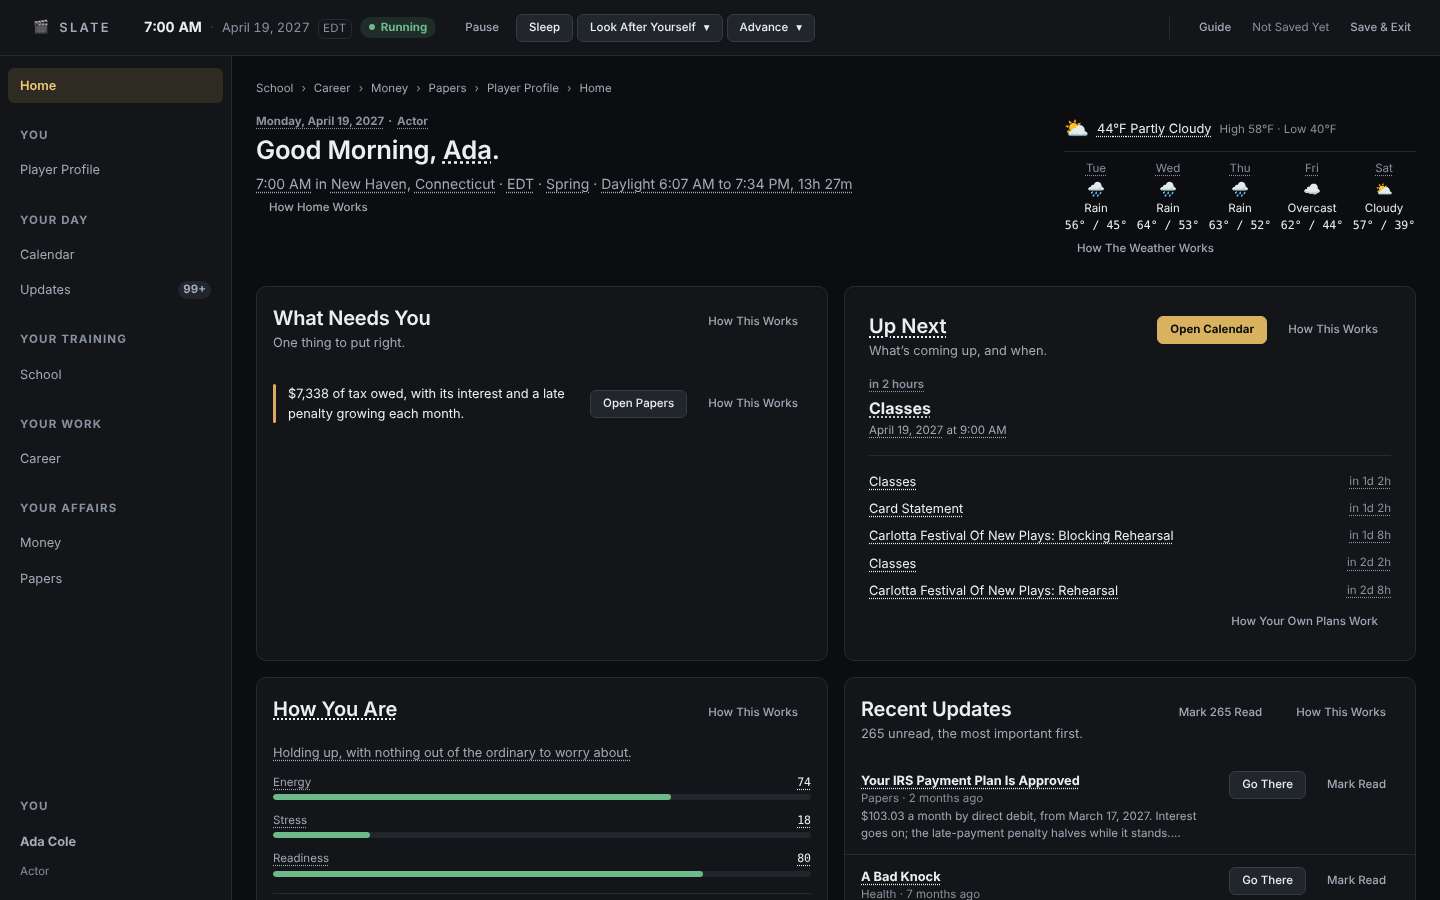 SLATE
7:00 AM · April 19, 2027 EDT Running
Pause
Sleep
Look After Yourself ▾
Advance ▾
Guide
Not Saved Yet
Save & Exit
Home
YOU
Player Profile
YOUR DAY
Calendar
Updates 99+
YOUR TRAINING
School
YOUR WORK
Career
YOUR AFFAIRS
Money
Papers
YOU
Ada Cole
Actor
School › Career › Money › Papers › Player Profile › Home
Monday, April 19, 2027 · Actor
Good Morning, Ada.
7:00 AM in New Haven, Connecticut · EDT · Spring · Daylight 6:07 AM to 7:34 PM, 13h 27m
How Home Works
44°F Partly Cloudy High 58°F · Low 40°F
Tue Wed Thu Fri Sat
Rain Rain Rain Overcast Cloudy
56° / 45° 64° / 53° 63° / 52° 62° / 44° 57° / 39°
How The Weather Works
What Needs You
How This Works
One thing to put right.
$7,338 of tax owed, with its interest and a late
penalty growing each month.
Open Papers
How This Works
Up Next
Open Calendar
How This Works
What's coming up, and when.
in 2 hours
Classes
April 19, 2027 at 9:00 AM
Classes in 1d 2h
Card Statement in 1d 2h
Carlotta Festival Of New Plays: Blocking Rehearsal in 1d 8h
Classes in 2d 2h
Carlotta Festival Of New Plays: Rehearsal in 2d 8h
How Your Own Plans Work
How You Are
How This Works
Holding up, with nothing out of the ordinary to worry about.
Energy 74
Stress 18
Readiness 80
Recent Updates
Mark 265 Read
How This Works
265 unread, the most important first.
Your IRS Payment Plan Is Approved
Go There
Mark Read
Papers · 2 months ago
$103.03 a month by direct debit, from March 17, 2027. Interest
goes on; the late-payment penalty halves while it stands.…
A Bad Knock
Go There
Mark Read
Health · 7 months ago